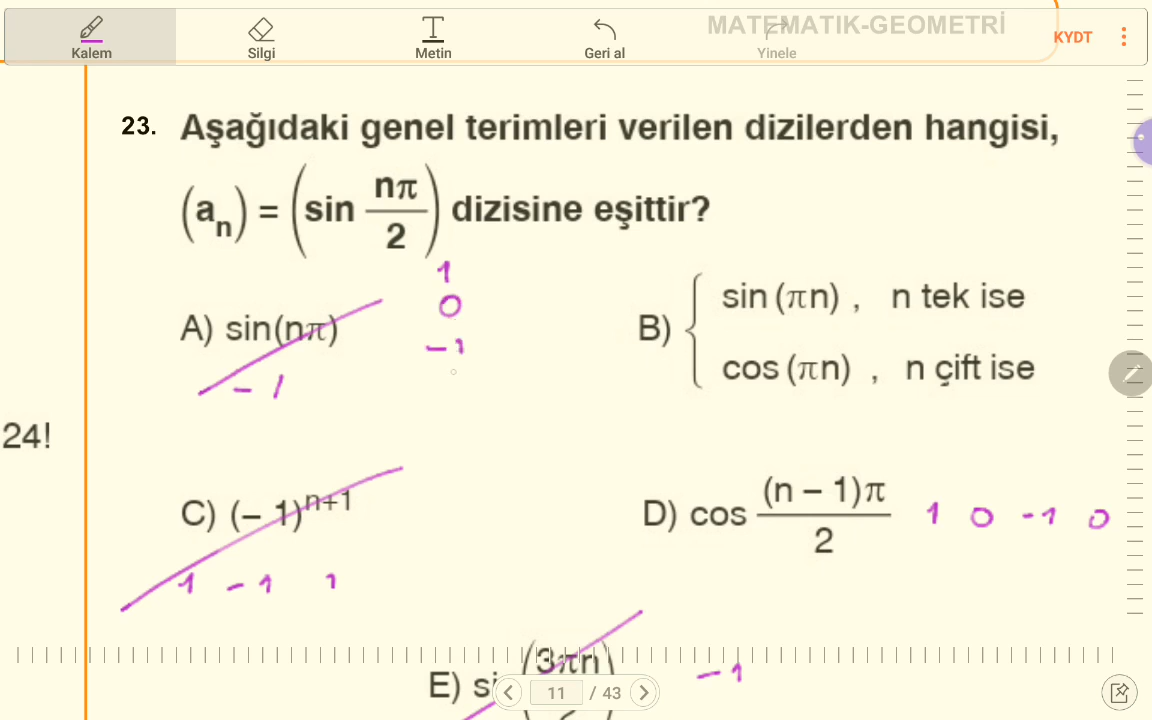 MATEMATİK-GEOMETRİ
Kalem Silgi Metin Geri al Yinele KYDT
23. Aşağıdaki genel terimleri verilen dizilerden hangisi,
(aₙ) = (sin nπ/2) dizisine eşittir?
1
0
-1
A) sin(nπ)
- 1
B) { sin(πn) , n tek ise
cos(πn) , n çift ise
24!
C) (– 1)ⁿ⁺¹
1 -1 1
D) cos (n – 1)π/2 1 0 -1 0
E) (3πn) -1
11 / 43